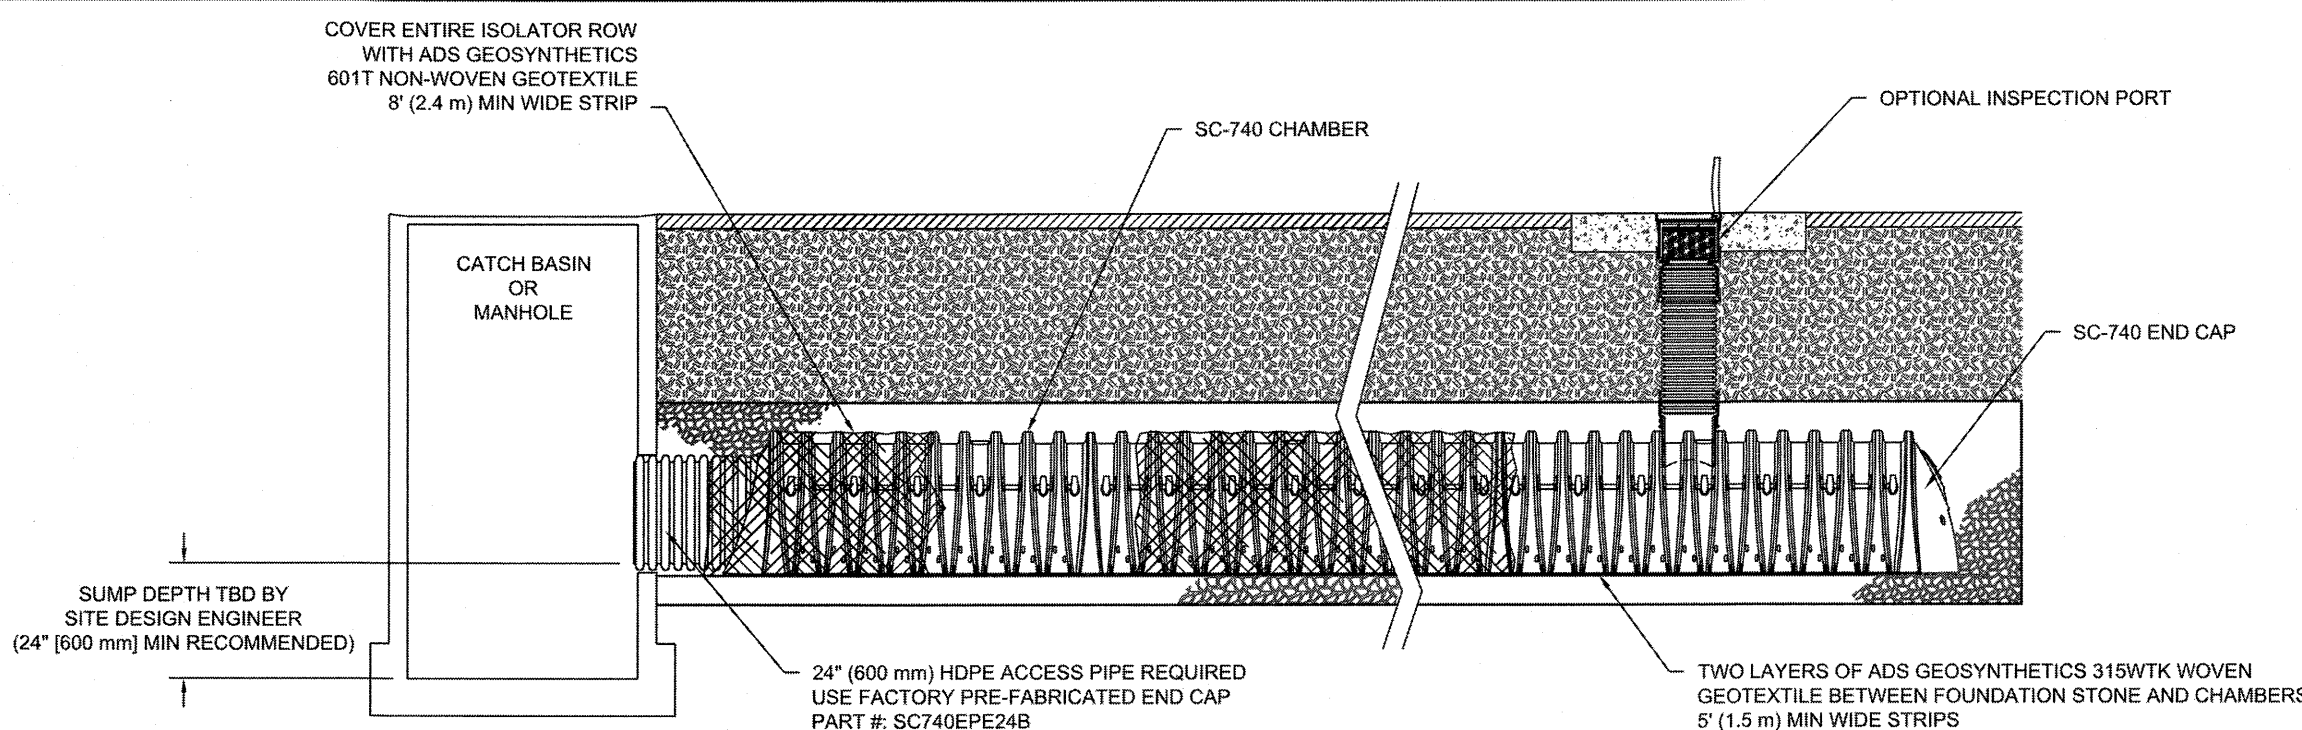 COVER ENTIRE ISOLATOR ROW
WITH ADS GEOSYNTHETICS
601T NON-WOVEN GEOTEXTILE
8' (2.4 m) MIN WIDE STRIP
SC-740 CHAMBER
OPTIONAL INSPECTION PORT
CATCH BASIN
OR
MANHOLE
SC-740 END CAP
SUMP DEPTH TBD BY
SITE DESIGN ENGINEER
(24" [600 mm] MIN RECOMMENDED)
24" (600 mm) HDPE ACCESS PIPE REQUIRED
USE FACTORY PRE-FABRICATED END CAP
PART #: SC740EPE24B
TWO LAYERS OF ADS GEOSYNTHETICS 315WTK WOVEN
GEOTEXTILE BETWEEN FOUNDATION STONE AND CHAMBERS
5' (1.5 m) MIN WIDE STRIPS